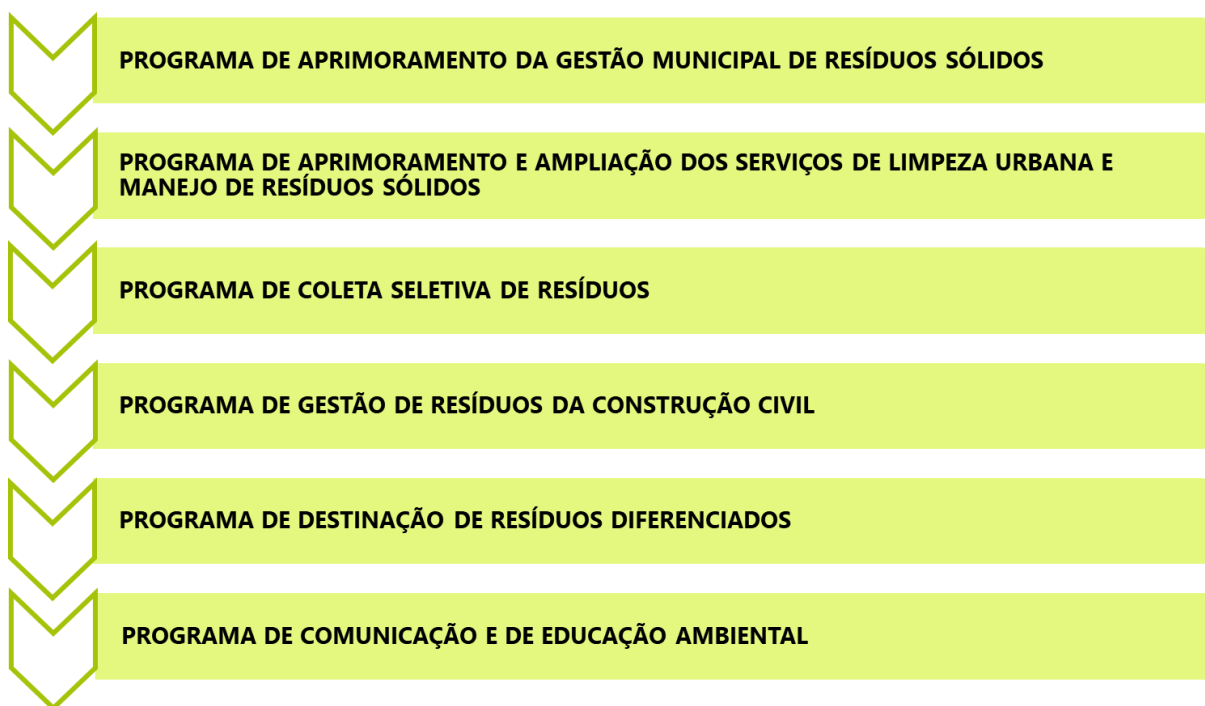 PROGRAMA DE APRIMORAMENTO DA GESTÃO MUNICIPAL DE RESÍDUOS SÓLIDOS
PROGRAMA DE APRIMORAMENTO E AMPLIAÇÃO DOS SERVIÇOS DE LIMPEZA URBANA E
MANEJO DE RESÍDUOS SÓLIDOS
PROGRAMA DE COLETA SELETIVA DE RESÍDUOS
PROGRAMA DE GESTÃO DE RESÍDUOS DA CONSTRUÇÃO CIVIL
PROGRAMA DE DESTINAÇÃO DE RESÍDUOS DIFERENCIADOS
PROGRAMA DE COMUNICAÇÃO E DE EDUCAÇÃO AMBIENTAL